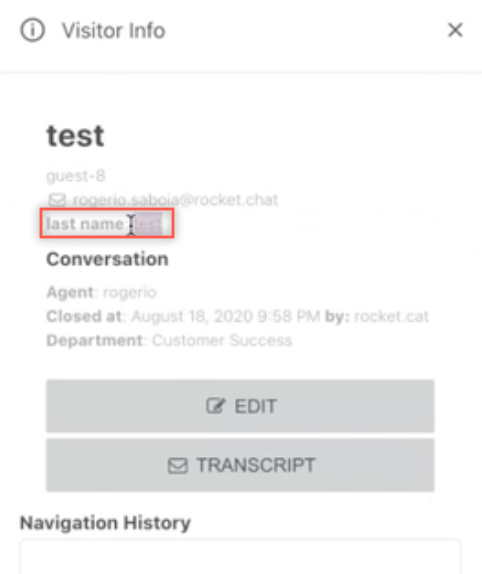 Visitor Info
test
guest-8
rogerio.saboia@rocket.chat
last name: test
Conversation
Agent: rogerio
Closed at: August 18, 2020 9:58 PM by: rocket.cat
Department: Customer Success
EDIT
TRANSCRIPT
Navigation History